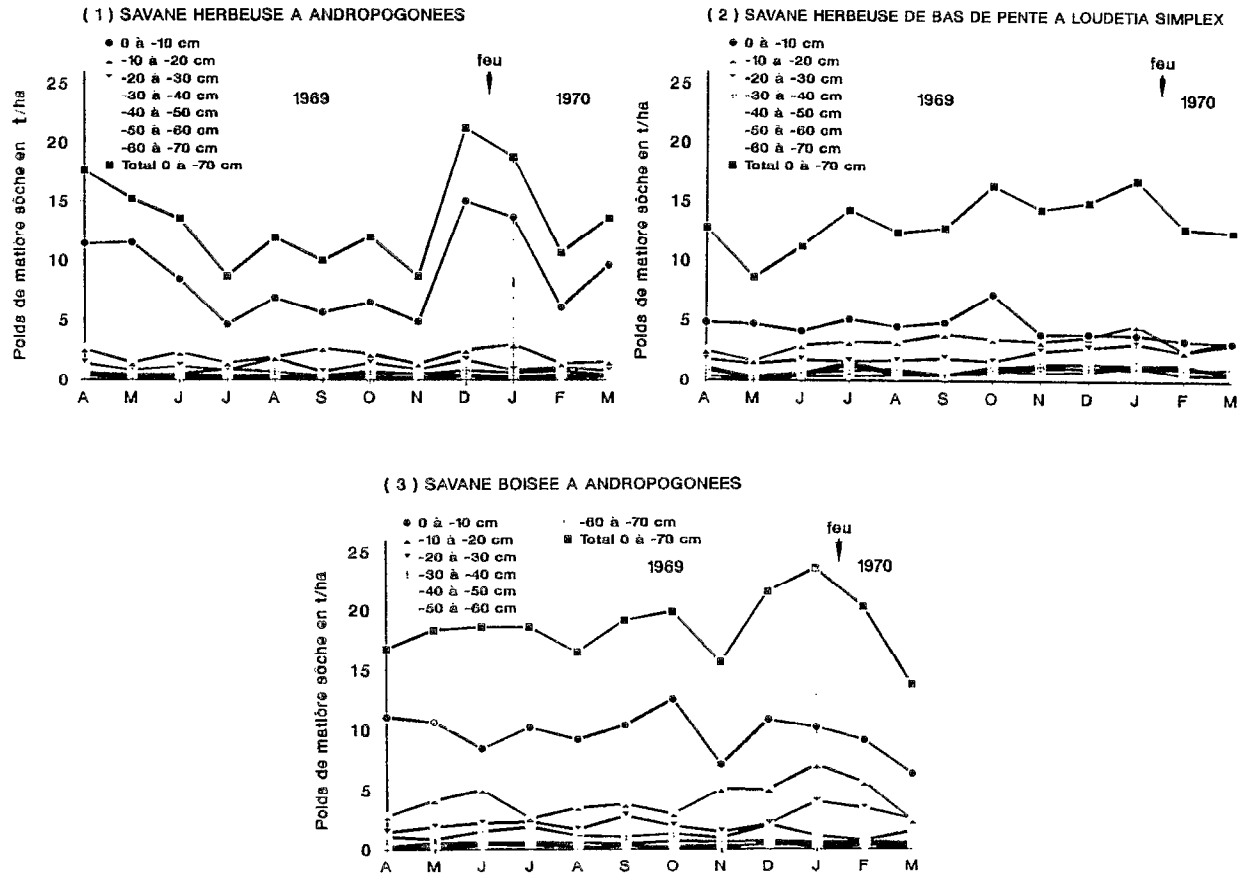 ( 1 ) SAVANE HERBEUSE A ANDROPOGONEES
0 à -10 cm
-10 à -20 cm
-20 à -30 cm
-30 à -40 cm
-40 à -50 cm
-50 à -60 cm
-60 à -70 cm
Total 0 à -70 cm
feu
1969
1970
Poids de matière sèche en t/ha
25
20
15
10
5
0
A M J J A S O N D J F M
( 2 ) SAVANE HERBEUSE DE BAS DE PENTE A LOUDETIA SIMPLEX
0 à -10 cm
-10 à -20 cm
-20 à -30 cm
-30 à -40 cm
-40 à -50 cm
-50 à -60 cm
-60 à -70 cm
Total 0 à -70 cm
feu
1969
1970
Poids de matière sèche en t/ha
25
20
15
10
5
0
A M J J A S O N D J F M
( 3 ) SAVANE BOISEE A ANDROPOGONEES
0 à -10 cm
-10 à -20 cm
-20 à -30 cm
-30 à -40 cm
-40 à -50 cm
-50 à -60 cm
-60 à -70 cm
Total 0 à -70 cm
feu
1969
1970
Poids de matière sèche en t/ha
25
20
15
10
5
0
A M J J A S O N D J F M